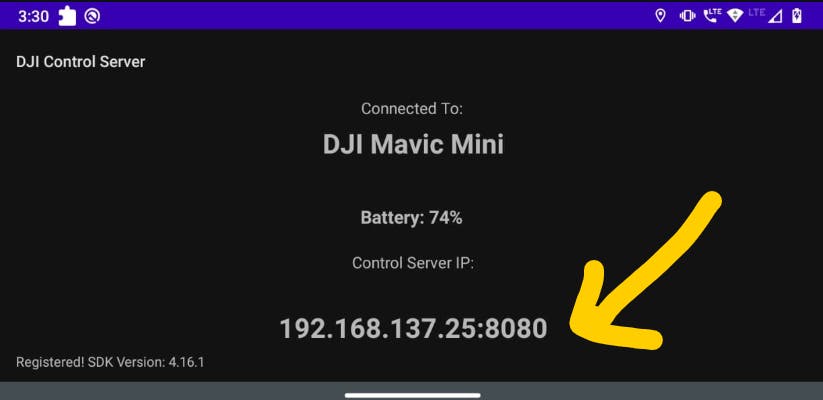 3:30 LTE LTE
DJI Control Server
Connected To:
DJI Mavic Mini
Battery: 74%
Control Server IP:
192.168.137.25:8080
Registered! SDK Version: 4.16.1